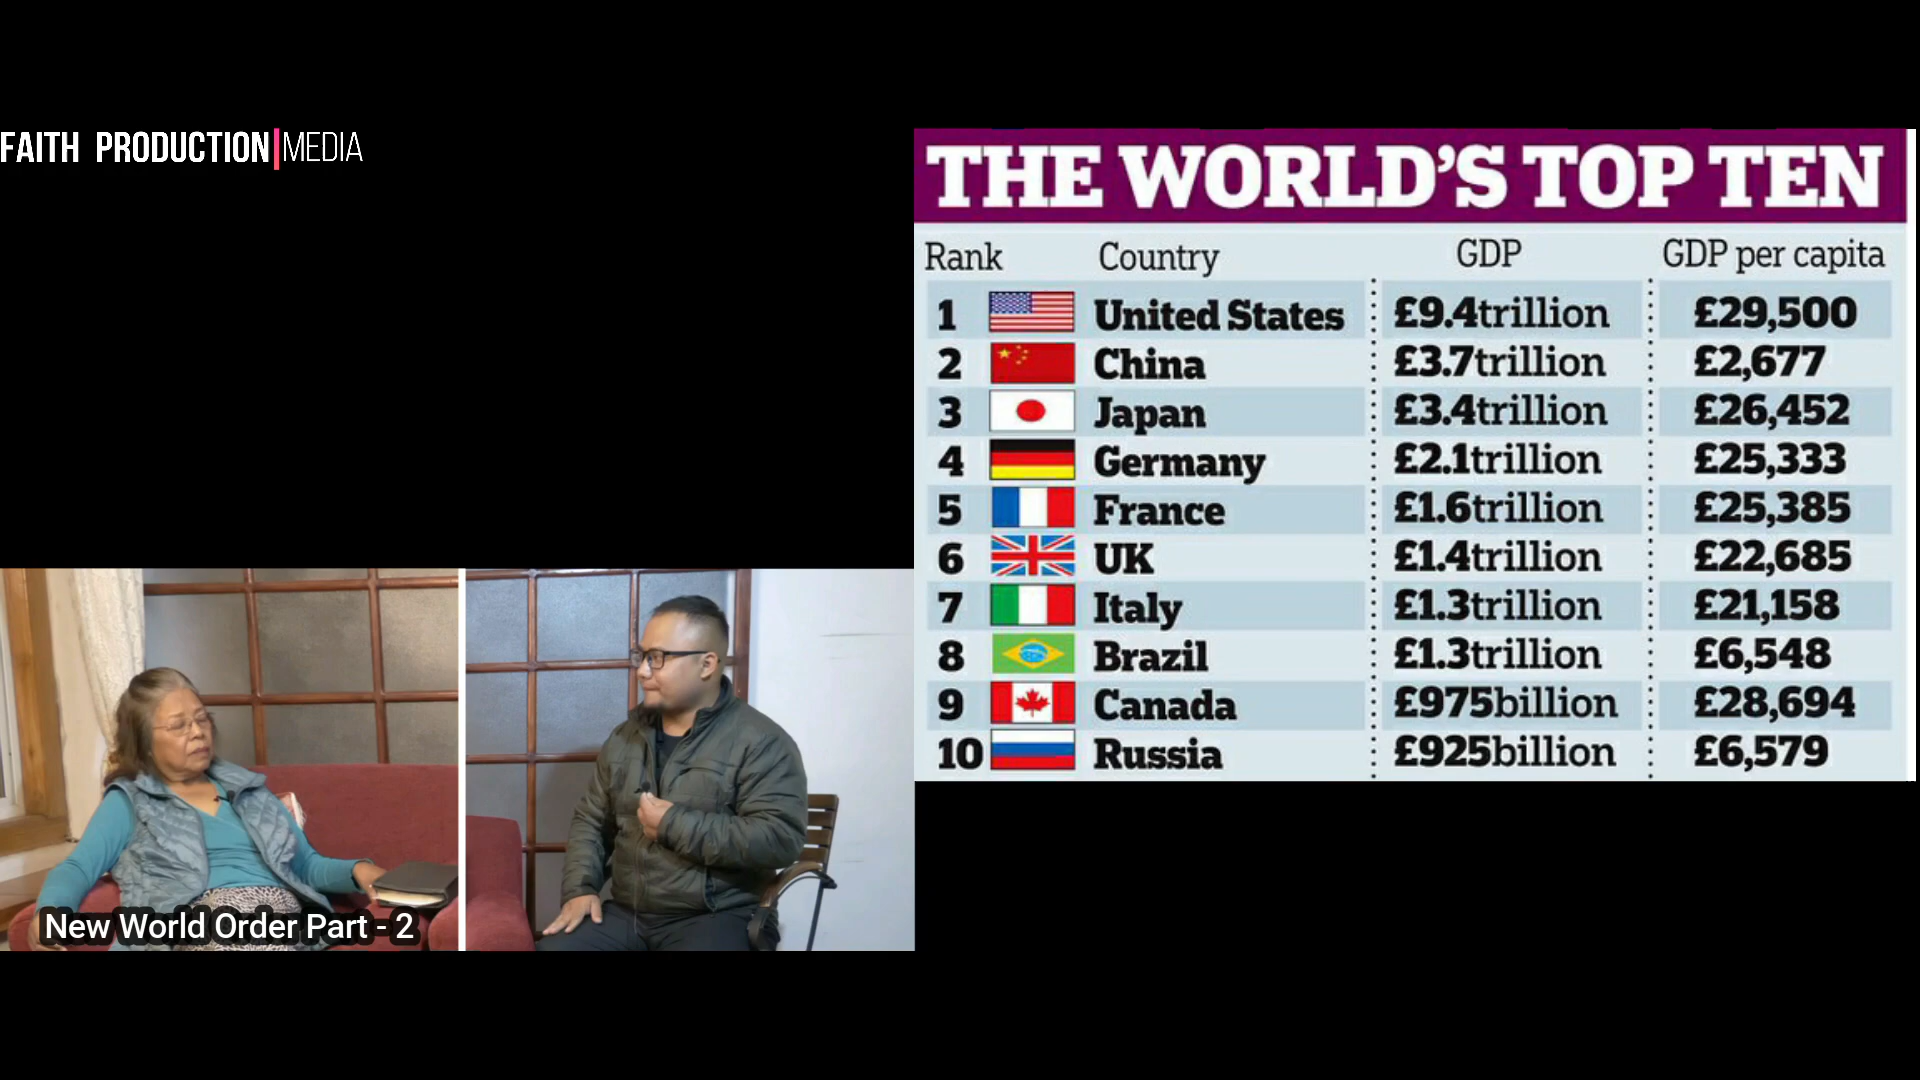 FAITH PRODUCTION|MEDIA
THE WORLD'S TOP TEN
Rank Country GDP GDP per capita
1 United States £9.4trillion £29,500
2 China £3.7trillion £2,677
3 Japan £3.4trillion £26,452
4 Germany £2.1trillion £25,333
5 France £1.6trillion £25,385
6 UK £1.4trillion £22,685
7 Italy £1.3trillion £21,158
8 Brazil £1.3trillion £6,548
9 Canada £975billion £28,694
10 Russia £925billion £6,579
New World Order Part - 2